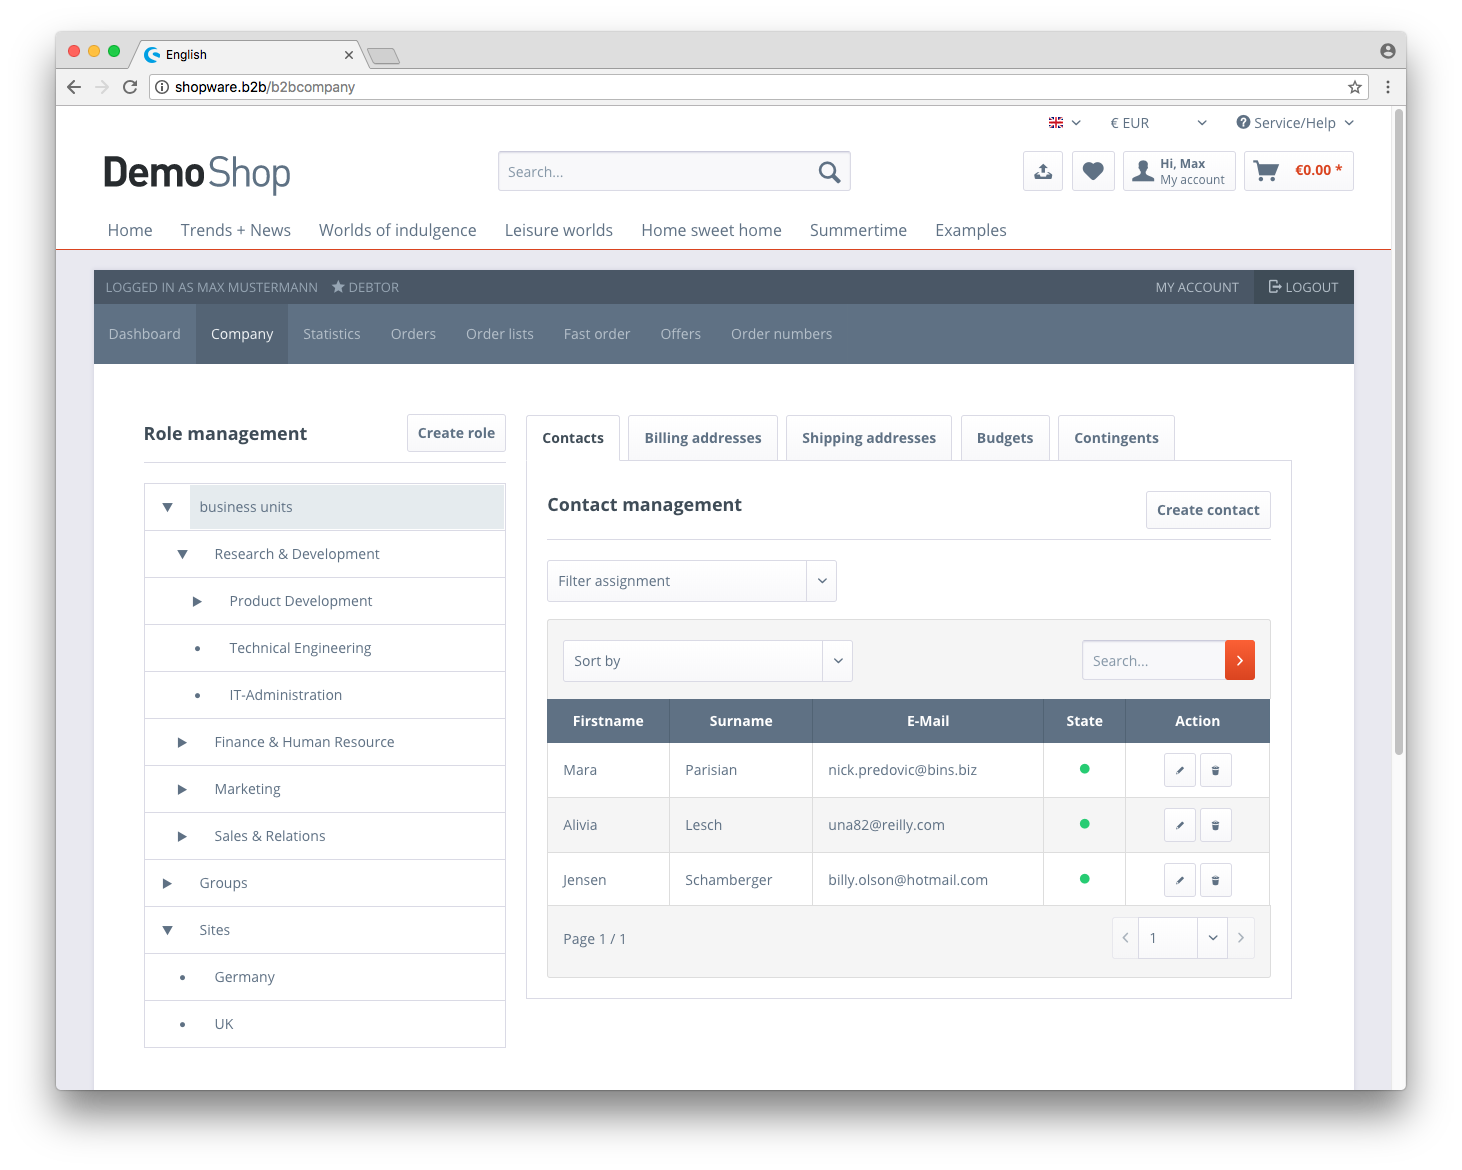 English
shopware.b2b/b2bcompany
€ EUR
Service/Help
DemoShop
Search...
Hi, Max
My account
€0.00 *
Home Trends + News Worlds of indulgence Leisure worlds Home sweet home Summertime Examples
LOGGED IN AS MAX MUSTERMANN DEBTOR
MY ACCOUNT LOGOUT
Dashboard Company Statistics Orders Order lists Fast order Offers Order numbers
Role management
Create role
business units
Research & Development
Product Development
Technical Engineering
IT-Administration
Finance & Human Resource
Marketing
Sales & Relations
Groups
Sites
Germany
UK
Contacts Billing addresses Shipping addresses Budgets Contingents
Contact management
Create contact
Filter assignment
Sort by
Search...
Firstname Surname E-Mail State Action
Mara Parisian nick.predovic@bins.biz
Alivia Lesch una82@reilly.com
Jensen Schamberger billy.olson@hotmail.com
Page 1 / 1
1